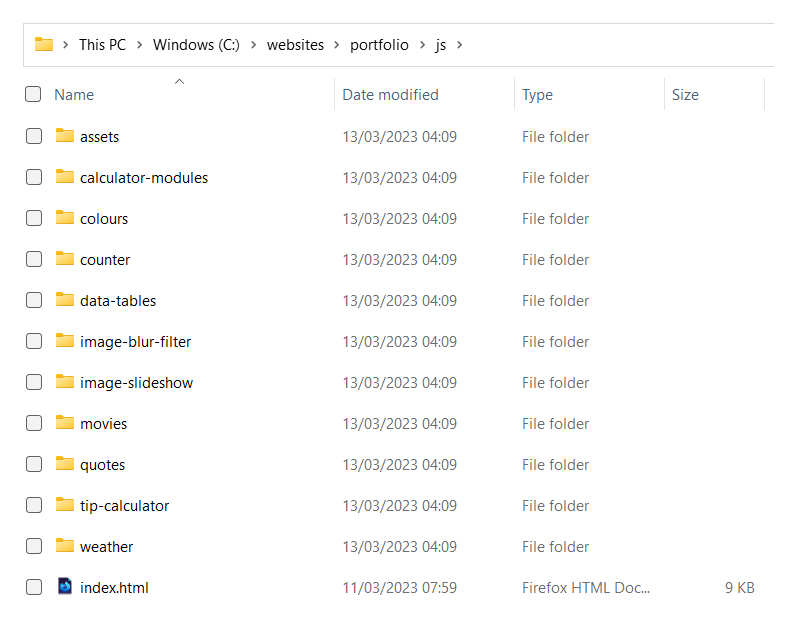 This PC > Windows (C:) > websites > portfolio > js >
Name Date modified Type Size
assets 13/03/2023 04:09 File folder
calculator-modules 13/03/2023 04:09 File folder
colours 13/03/2023 04:09 File folder
counter 13/03/2023 04:09 File folder
data-tables 13/03/2023 04:09 File folder
image-blur-filter 13/03/2023 04:09 File folder
image-slideshow 13/03/2023 04:09 File folder
movies 13/03/2023 04:09 File folder
quotes 13/03/2023 04:09 File folder
tip-calculator 13/03/2023 04:09 File folder
weather 13/03/2023 04:09 File folder
index.html 11/03/2023 07:59 Firefox HTML Doc... 9 KB